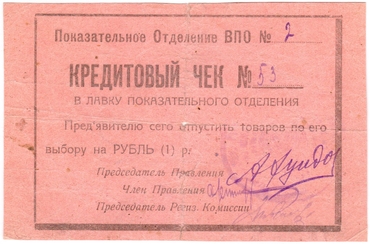 Показательное Отделение ВПО № 2
КРЕДИТОВЫЙ ЧЕК № 53
В ЛАВКУ ПОКАЗАТЕЛЬНОГО ОТДЕЛЕНИЯ
Пред'явителю сего отпустить товаров по его
выбору на РУБЛЬ (1) р.
Председатель Правления
Член Правления
Председатель Ревиз. Комиссии